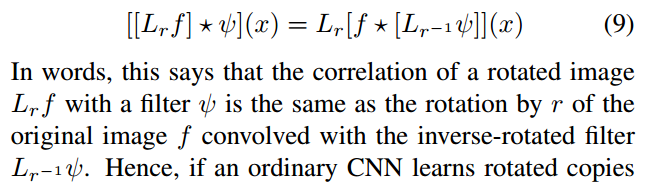 [[L_r f] ⋆ ψ](x) = L_r[f ⋆ [L_{r⁻¹}ψ]](x) (9)
In words, this says that the correlation of a rotated image
L_r f with a filter ψ is the same as the rotation by r of the
original image f convolved with the inverse-rotated filter
L_{r⁻¹}ψ. Hence, if an ordinary CNN learns rotated copies